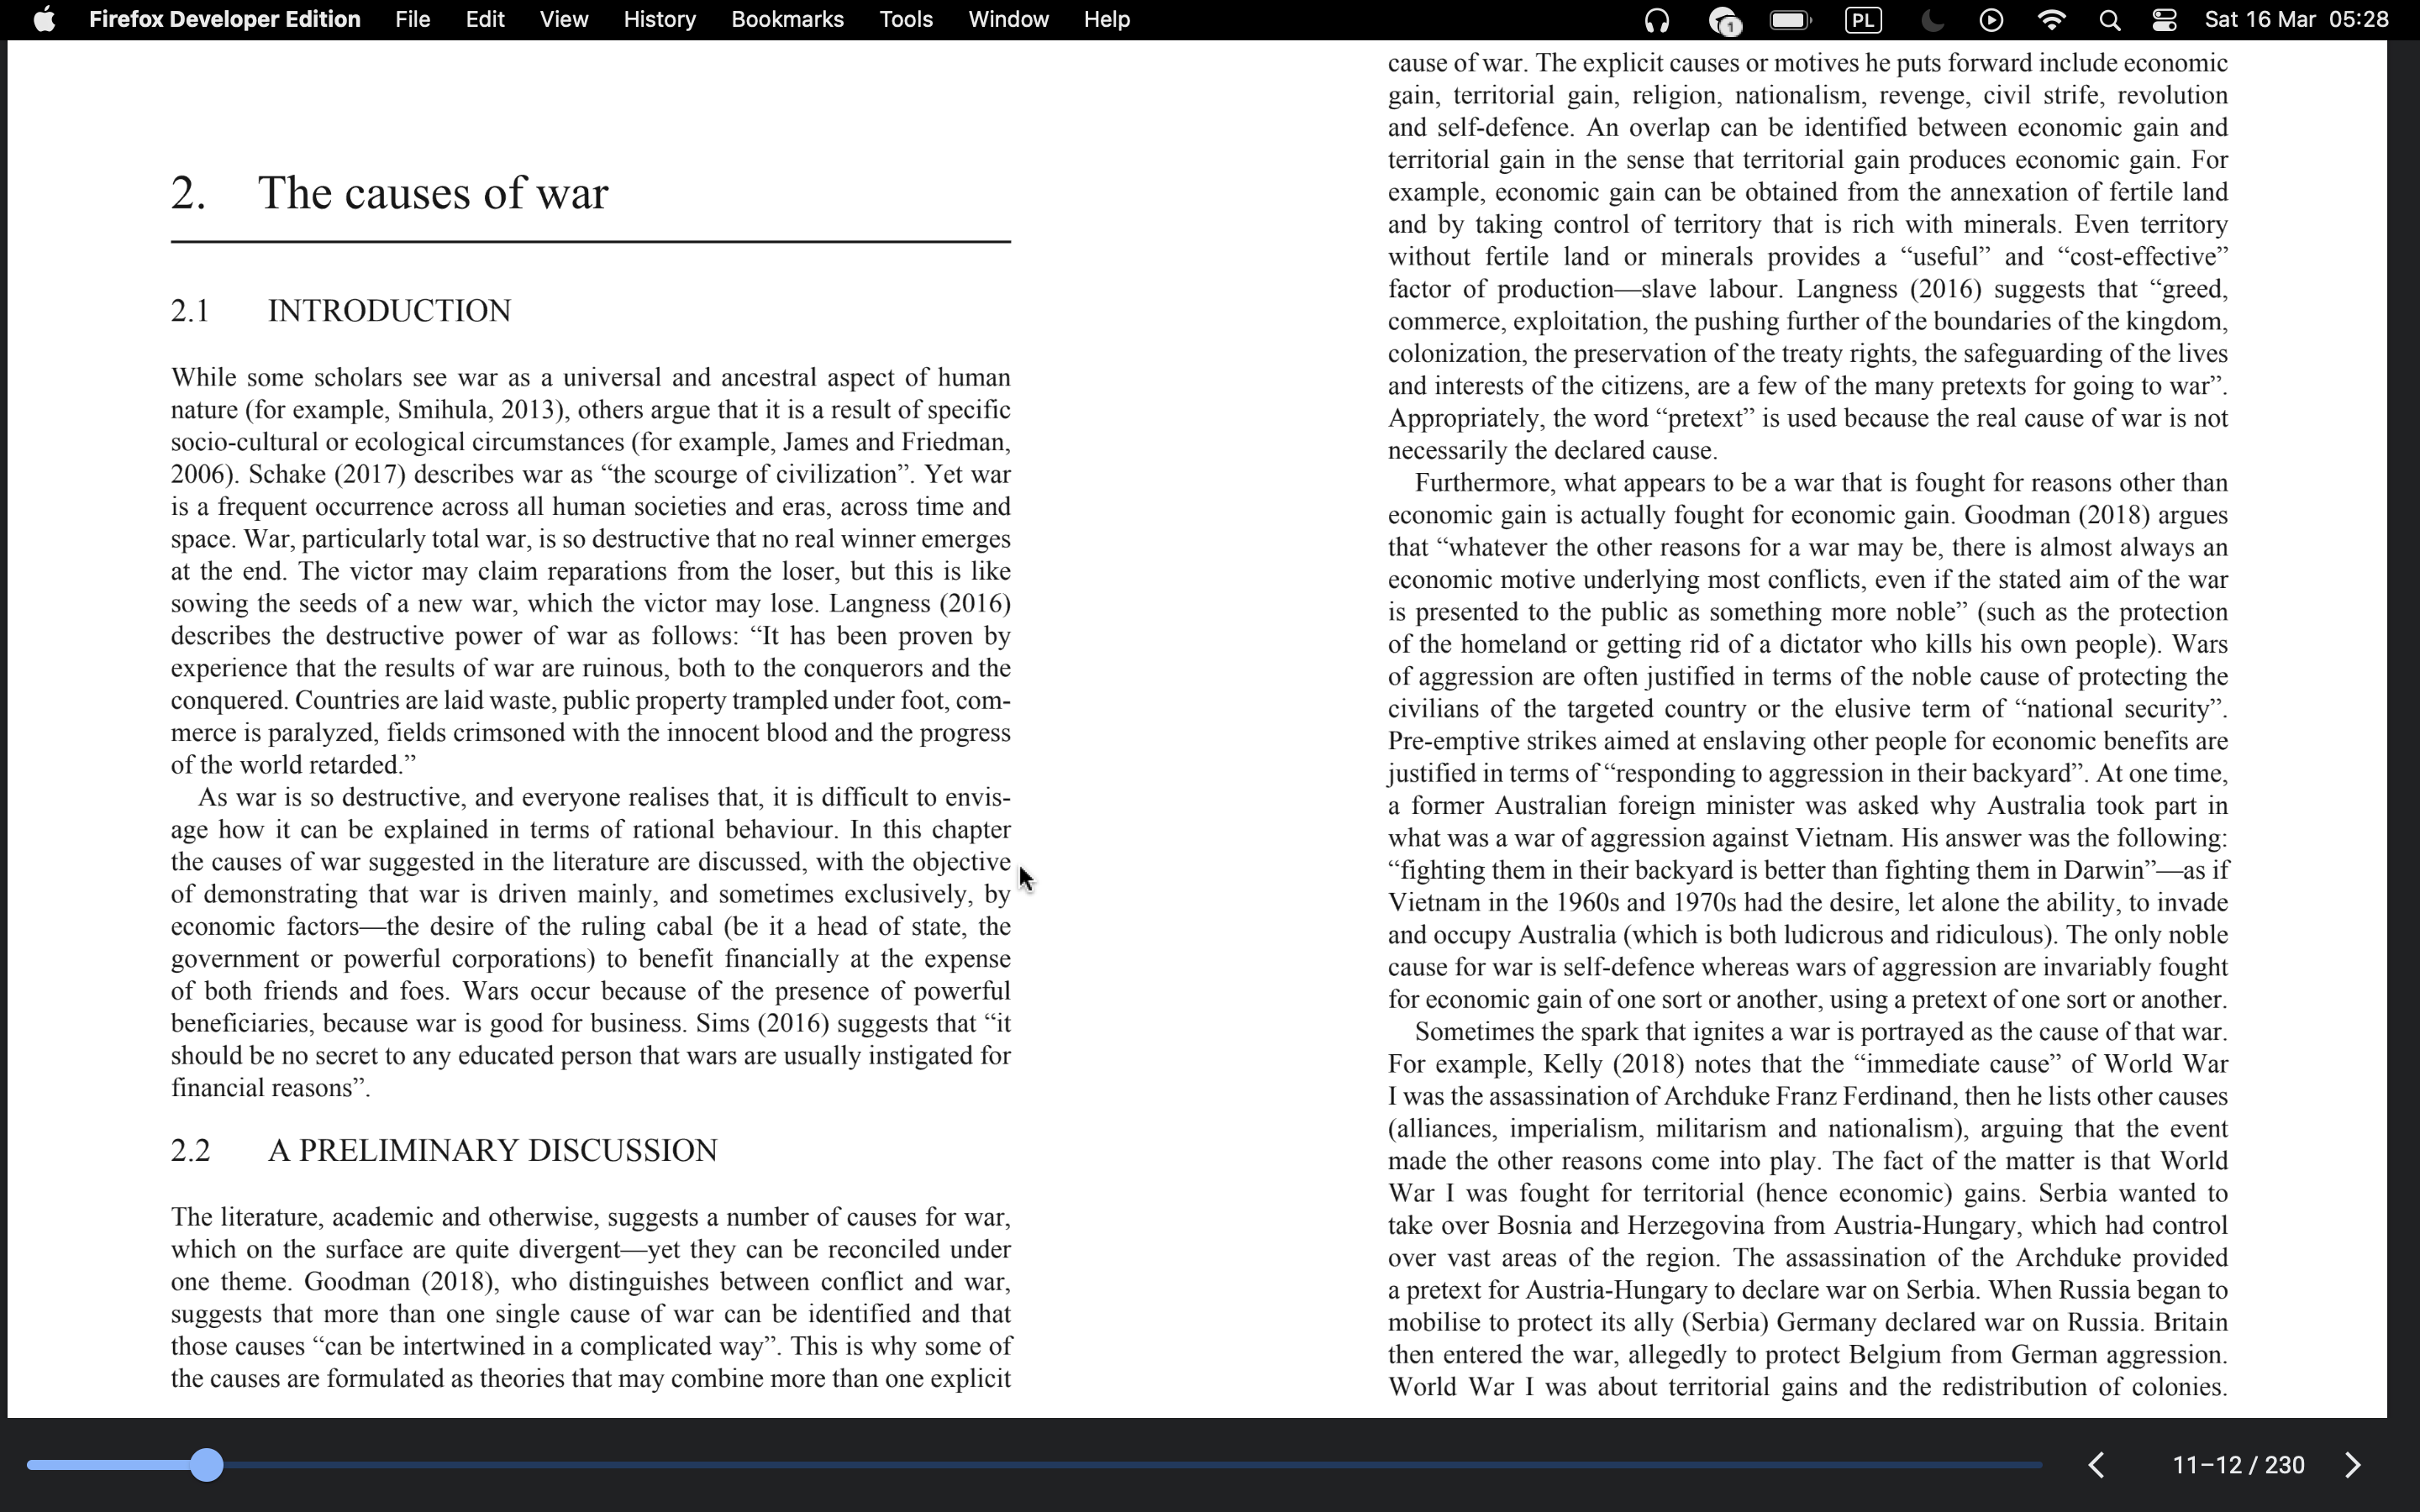 Firefox Developer Edition File Edit View History Bookmarks Tools Window Help 1 PL Sat 16 Mar 05:28
2. The causes of war
2.1 INTRODUCTION
While some scholars see war as a universal and ancestral aspect of human
nature (for example, Smihula, 2013), others argue that it is a result of specific
socio-cultural or ecological circumstances (for example, James and Friedman,
2006). Schake (2017) describes war as “the scourge of civilization”. Yet war
is a frequent occurrence across all human societies and eras, across time and
space. War, particularly total war, is so destructive that no real winner emerges
at the end. The victor may claim reparations from the loser, but this is like
sowing the seeds of a new war, which the victor may lose. Langness (2016)
describes the destructive power of war as follows: “It has been proven by
experience that the results of war are ruinous, both to the conquerors and the
conquered. Countries are laid waste, public property trampled under foot, com-
merce is paralyzed, fields crimsoned with the innocent blood and the progress
of the world retarded.”
As war is so destructive, and everyone realises that, it is difficult to envis-
age how it can be explained in terms of rational behaviour. In this chapter
the causes of war suggested in the literature are discussed, with the objective
of demonstrating that war is driven mainly, and sometimes exclusively, by
economic factors—the desire of the ruling cabal (be it a head of state, the
government or powerful corporations) to benefit financially at the expense
of both friends and foes. Wars occur because of the presence of powerful
beneficiaries, because war is good for business. Sims (2016) suggests that “it
should be no secret to any educated person that wars are usually instigated for
financial reasons”.
2.2 A PRELIMINARY DISCUSSION
The literature, academic and otherwise, suggests a number of causes for war,
which on the surface are quite divergent—yet they can be reconciled under
one theme. Goodman (2018), who distinguishes between conflict and war,
suggests that more than one single cause of war can be identified and that
those causes “can be intertwined in a complicated way”. This is why some of
the causes are formulated as theories that may combine more than one explicit
cause of war. The explicit causes or motives he puts forward include economic
gain, territorial gain, religion, nationalism, revenge, civil strife, revolution
and self-defence. An overlap can be identified between economic gain and
territorial gain in the sense that territorial gain produces economic gain. For
example, economic gain can be obtained from the annexation of fertile land
and by taking control of territory that is rich with minerals. Even territory
without fertile land or minerals provides a “useful” and “cost-effective”
factor of production—slave labour. Langness (2016) suggests that “greed,
commerce, exploitation, the pushing further of the boundaries of the kingdom,
colonization, the preservation of the treaty rights, the safeguarding of the lives
and interests of the citizens, are a few of the many pretexts for going to war”.
Appropriately, the word “pretext” is used because the real cause of war is not
necessarily the declared cause.
Furthermore, what appears to be a war that is fought for reasons other than
economic gain is actually fought for economic gain. Goodman (2018) argues
that “whatever the other reasons for a war may be, there is almost always an
economic motive underlying most conflicts, even if the stated aim of the war
is presented to the public as something more noble” (such as the protection
of the homeland or getting rid of a dictator who kills his own people). Wars
of aggression are often justified in terms of the noble cause of protecting the
civilians of the targeted country or the elusive term of “national security”.
Pre-emptive strikes aimed at enslaving other people for economic benefits are
justified in terms of “responding to aggression in their backyard”. At one time,
a former Australian foreign minister was asked why Australia took part in
what was a war of aggression against Vietnam. His answer was the following:
“fighting them in their backyard is better than fighting them in Darwin”—as if
Vietnam in the 1960s and 1970s had the desire, let alone the ability, to invade
and occupy Australia (which is both ludicrous and ridiculous). The only noble
cause for war is self-defence whereas wars of aggression are invariably fought
for economic gain of one sort or another, using a pretext of one sort or another.
Sometimes the spark that ignites a war is portrayed as the cause of that war.
For example, Kelly (2018) notes that the “immediate cause” of World War
I was the assassination of Archduke Franz Ferdinand, then he lists other causes
(alliances, imperialism, militarism and nationalism), arguing that the event
made the other reasons come into play. The fact of the matter is that World
War I was fought for territorial (hence economic) gains. Serbia wanted to
take over Bosnia and Herzegovina from Austria-Hungary, which had control
over vast areas of the region. The assassination of the Archduke provided
a pretext for Austria-Hungary to declare war on Serbia. When Russia began to
mobilise to protect its ally (Serbia) Germany declared war on Russia. Britain
then entered the war, allegedly to protect Belgium from German aggression.
World War I was about territorial gains and the redistribution of colonies.
11–12 / 230